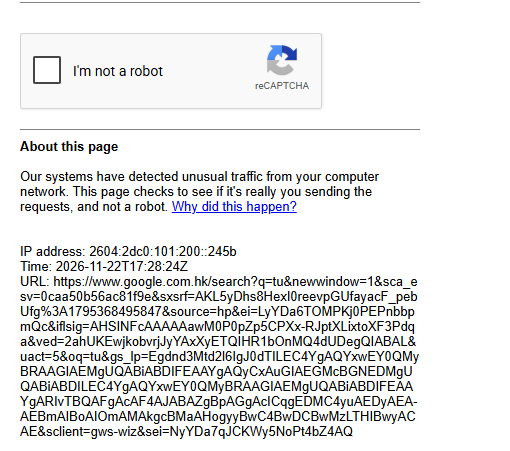 I'm not a robot
reCAPTCHA
About this page
Our systems have detected unusual traffic from your computer
network. This page checks to see if it's really you sending the
requests, and not a robot. Why did this happen?
IP address: 2604:2dc0:101:200::245b
Time: 2026-11-22T17:28:24Z
URL: https://www.google.com.hk/search?q=tu&newwindow=1&sca_e
sv=0caa50b56ac81f9e&sxsrf=AKL5yDhs8HexI0reevpGUfayacF_peb
Ufg%3A1795368495847&source=hp&ei=LyYDa6TOMPKj0PEPnbbp
mQc&iflsig=AHSINFcAAAAAawM0P0pZp5CPXx-RJptXLixtoXF3Pdq
a&ved=2ahUKEwjkobvrjJyYAxXyETQIHR1bOnMQ4dUDegQIABAL&
uact=5&oq=tu&gs_lp=Egdnd3Mtd2l6IgJ0dTILEC4YgAQYxwEY0QMy
BRAAGIAEMgUQABiABDIFEAAYgAQyCxAuGIAEGMcBGNEDMgU
QABiABDILEC4YgAQYxwEY0QMyBRAAGIAEMgUQABiABDIFEAA
YgARIvTBQAFgAcAF4AJABAZgBpAGgAcICqgEDMC4yuAEDyAEA-
AEBmAIBoAIOmAMAkgcBMaAHogyyBwC4BwDCBwMzLTHIBwyAC
AE&sclient=gws-wiz&sei=NyYDa7qJCKWy5NoPt4bZ4AQ